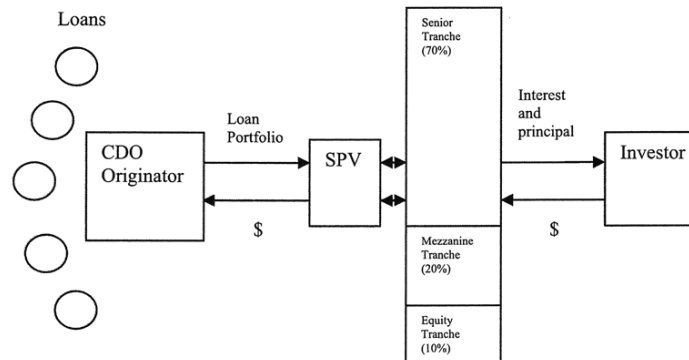 Loans
CDO
Originator
Loan
Portfolio
$
SPV
Senior
Tranche
(70%)
Mezzanine
Tranche
(20%)
Equity
Tranche
(10%)
Interest
and
principal
$
Investor